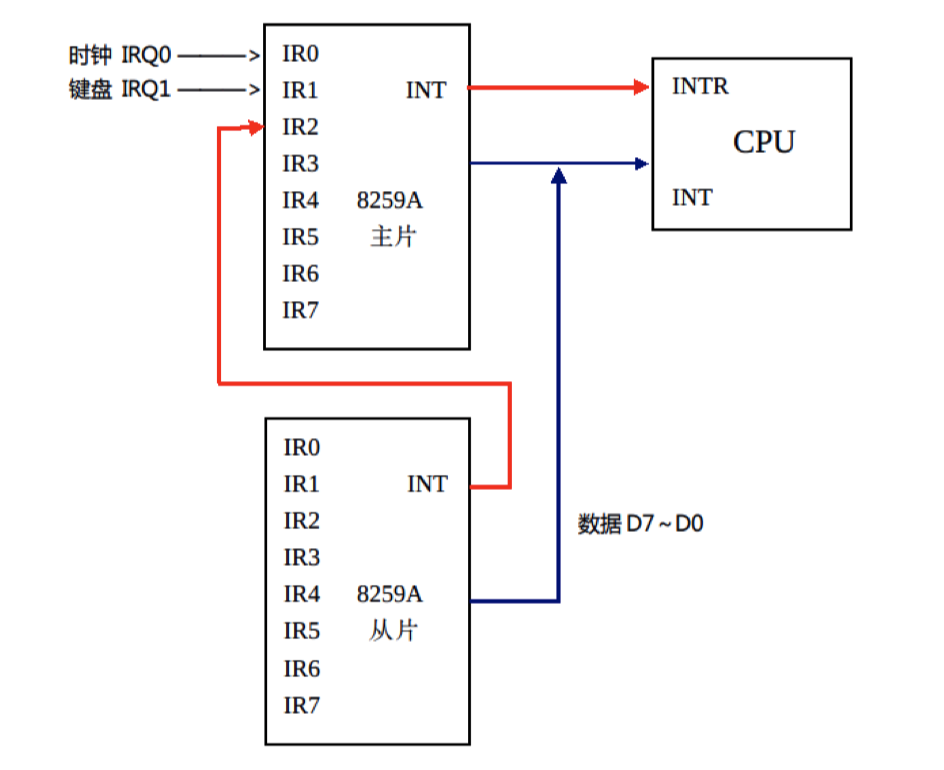 时钟 IRQ0
键盘 IRQ1
IR0
IR1 INT
IR2
IR3
IR4 8259A
IR5 主片
IR6
IR7
INTR
CPU
INT
IR0
IR1 INT
IR2
IR3
IR4 8259A
IR5 从片
IR6
IR7
数据 D7~D0